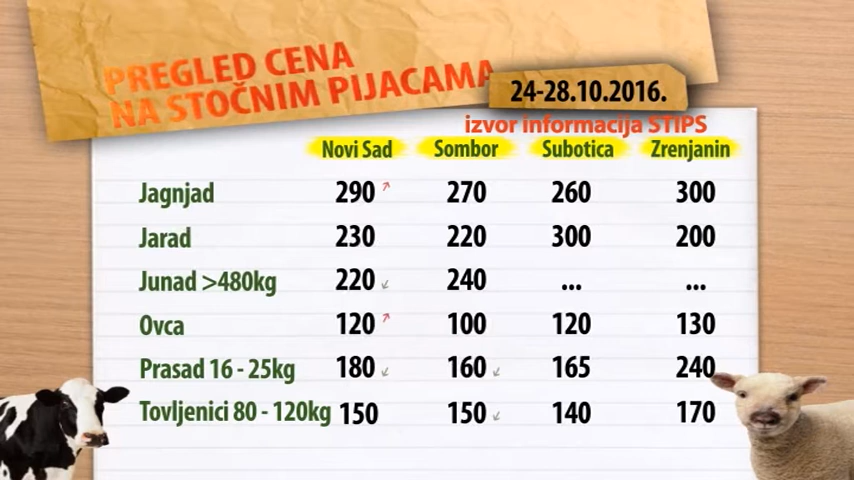 PREGLED CENA
NA STOČNIM PIJACAMA
24-28.10.2016.
izvor informacija STIPS
Novi Sad Sombor Subotica Zrenjanin
Jagnjad 290 270 260 300
Jarad 230 220 300 200
Junad >480kg 220 240 ... ...
Ovca 120 100 120 130
Prasad 16 - 25kg 180 160 165 240
Tovljenici 80 - 120kg 150 150 140 170